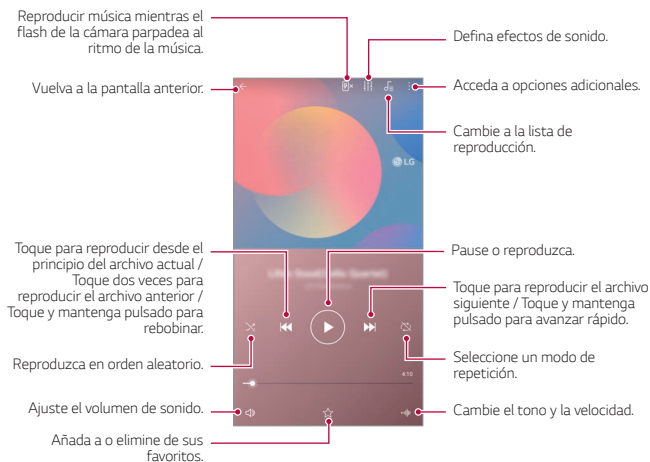 Reproducir música mientras el
flash de la cámara parpadea al
ritmo de la música.
Defina efectos de sonido.
Vuelva a la pantalla anterior.
Acceda a opciones adicionales.
Cambie a la lista de
reproducción.
LG
Toque para reproducir desde el
principio del archivo actual /
Toque dos veces para
reproducir el archivo anterior /
Toque y mantenga pulsado para
rebobinar.
Pause o reproduzca.
Toque para reproducir el archivo
siguiente / Toque y mantenga
pulsado para avanzar rápido.
Reproduzca en orden aleatorio.
Seleccione un modo de
repetición.
4:10
Ajuste el volumen de sonido.
Cambie el tono y la velocidad.
Añada a o elimine de sus
favoritos.